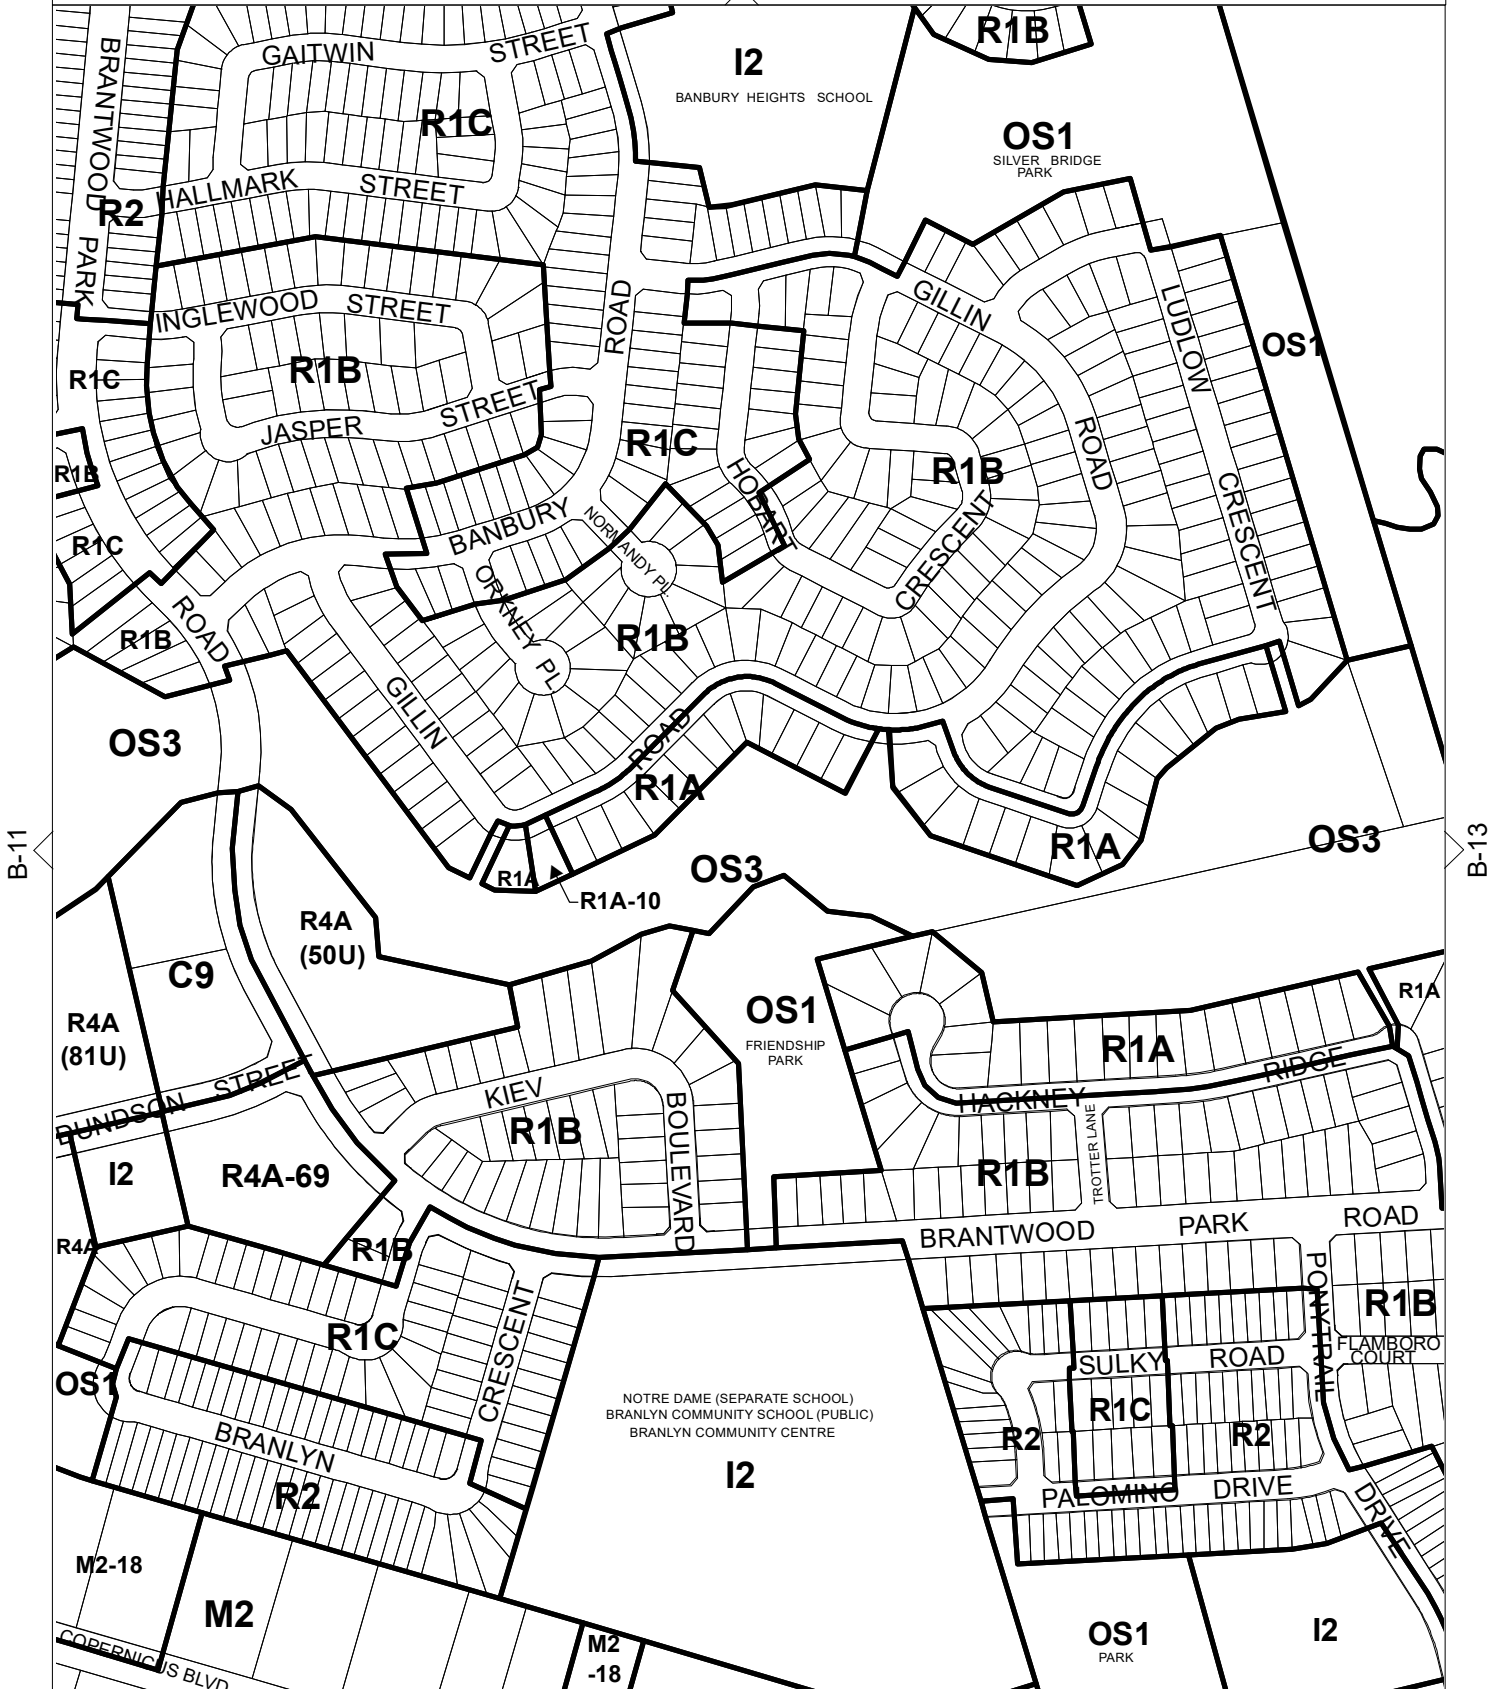 R1B
BRANTWOOD
PARK
GAITWIN STREET
I2
BANBURY HEIGHTS SCHOOL
R1C
OS1
SILVER BRIDGE
PARK
HALLMARK STREET
R2
INGLEWOOD STREET
ROAD
GILLIN
LUDLOW
OS1
R1C
R1B
JASPER STREET
R1C
ROAD
R1B
R1B
HOBART
CRESCENT
CRESCENT
R1C
BANBURY
NORMANDY PL.
ORKNEY PL.
ROAD
R1B
R1B
GILLIN
ROAD
OS3
R1A
R1A
OS3
B-11
B-13
OS3
R1A
R1A-10
R4A
(50U)
C9
R4A
(81U)
OS1
FRIENDSHIP
PARK
R1A
R1A
DUNDSON STREET
KIEV
BOULEVARD
R1B
HACKNEY
RIDGE
TROTTER LANE
I2
R4A-69
R1B
R4A
R1B
BRANTWOOD PARK ROAD
R1C
CRESCENT
PONYTRAIL
R1B
FLAMBORO
COURT
SULKY ROAD
OS1
NOTRE DAME (SEPARATE SCHOOL)
BRANLYN COMMUNITY SCHOOL (PUBLIC)
BRANLYN COMMUNITY CENTRE
I2
R1C
R2
R2
BRANLYN
R2
PALOMINO DRIVE
DRIVE
M2-18
M2
COPERNICUS BLVD
M2
-18
OS1
PARK
I2